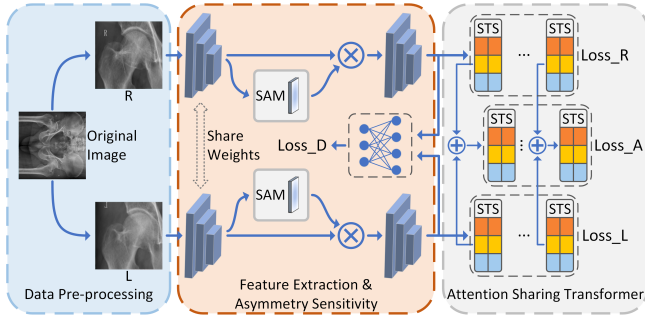 R
Original
Image
L
Data Pre-processing
SAM
Share
Weights
Loss_D
SAM
Feature Extraction &
Asymmetry Sensitivity
STS
...
STS
Loss_R
STS
STS
Loss_A
STS
...
STS
Loss_L
Attention Sharing Transformer